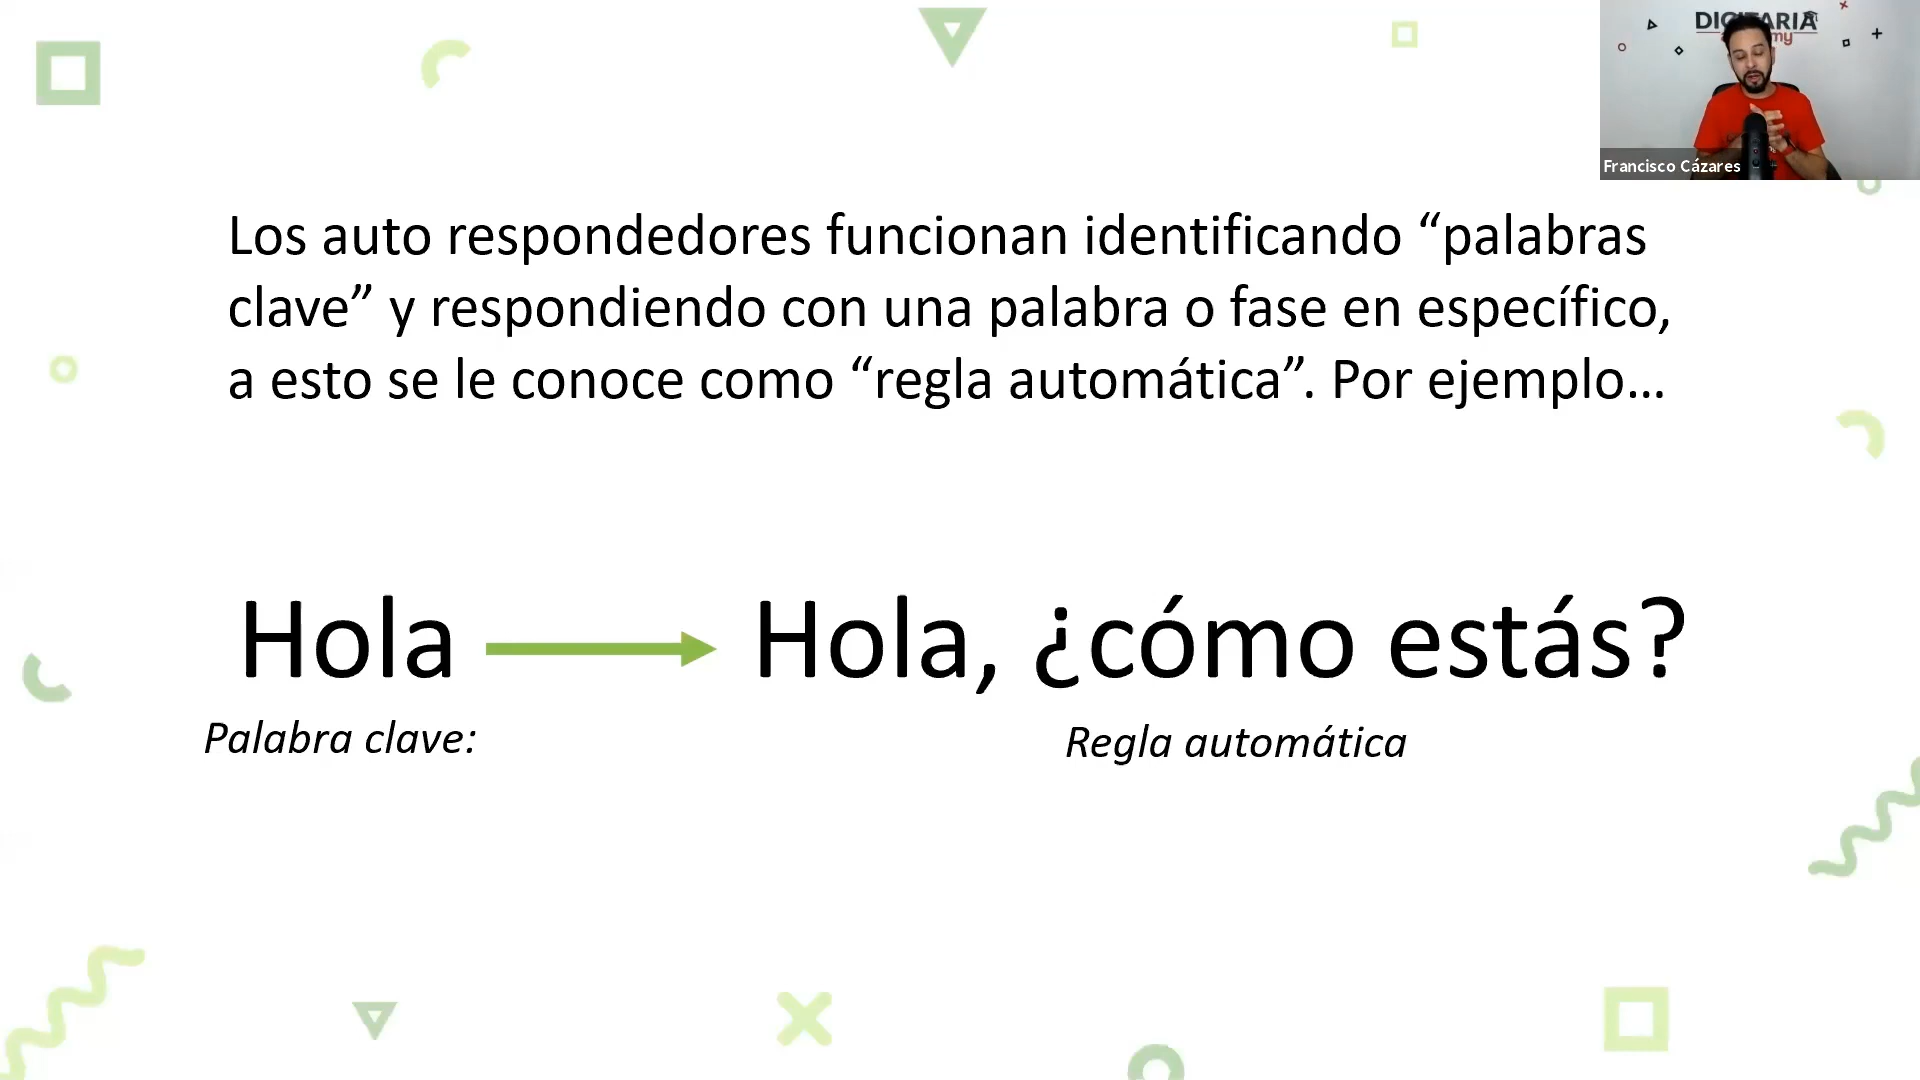 DIGITARIA
Francisco Cázares
Los auto respondedores funcionan identificando “palabras
clave” y respondiendo con una palabra o fase en específico,
a esto se le conoce como “regla automática”. Por ejemplo...
Hola Hola, ¿cómo estás?
Palabra clave: Regla automática